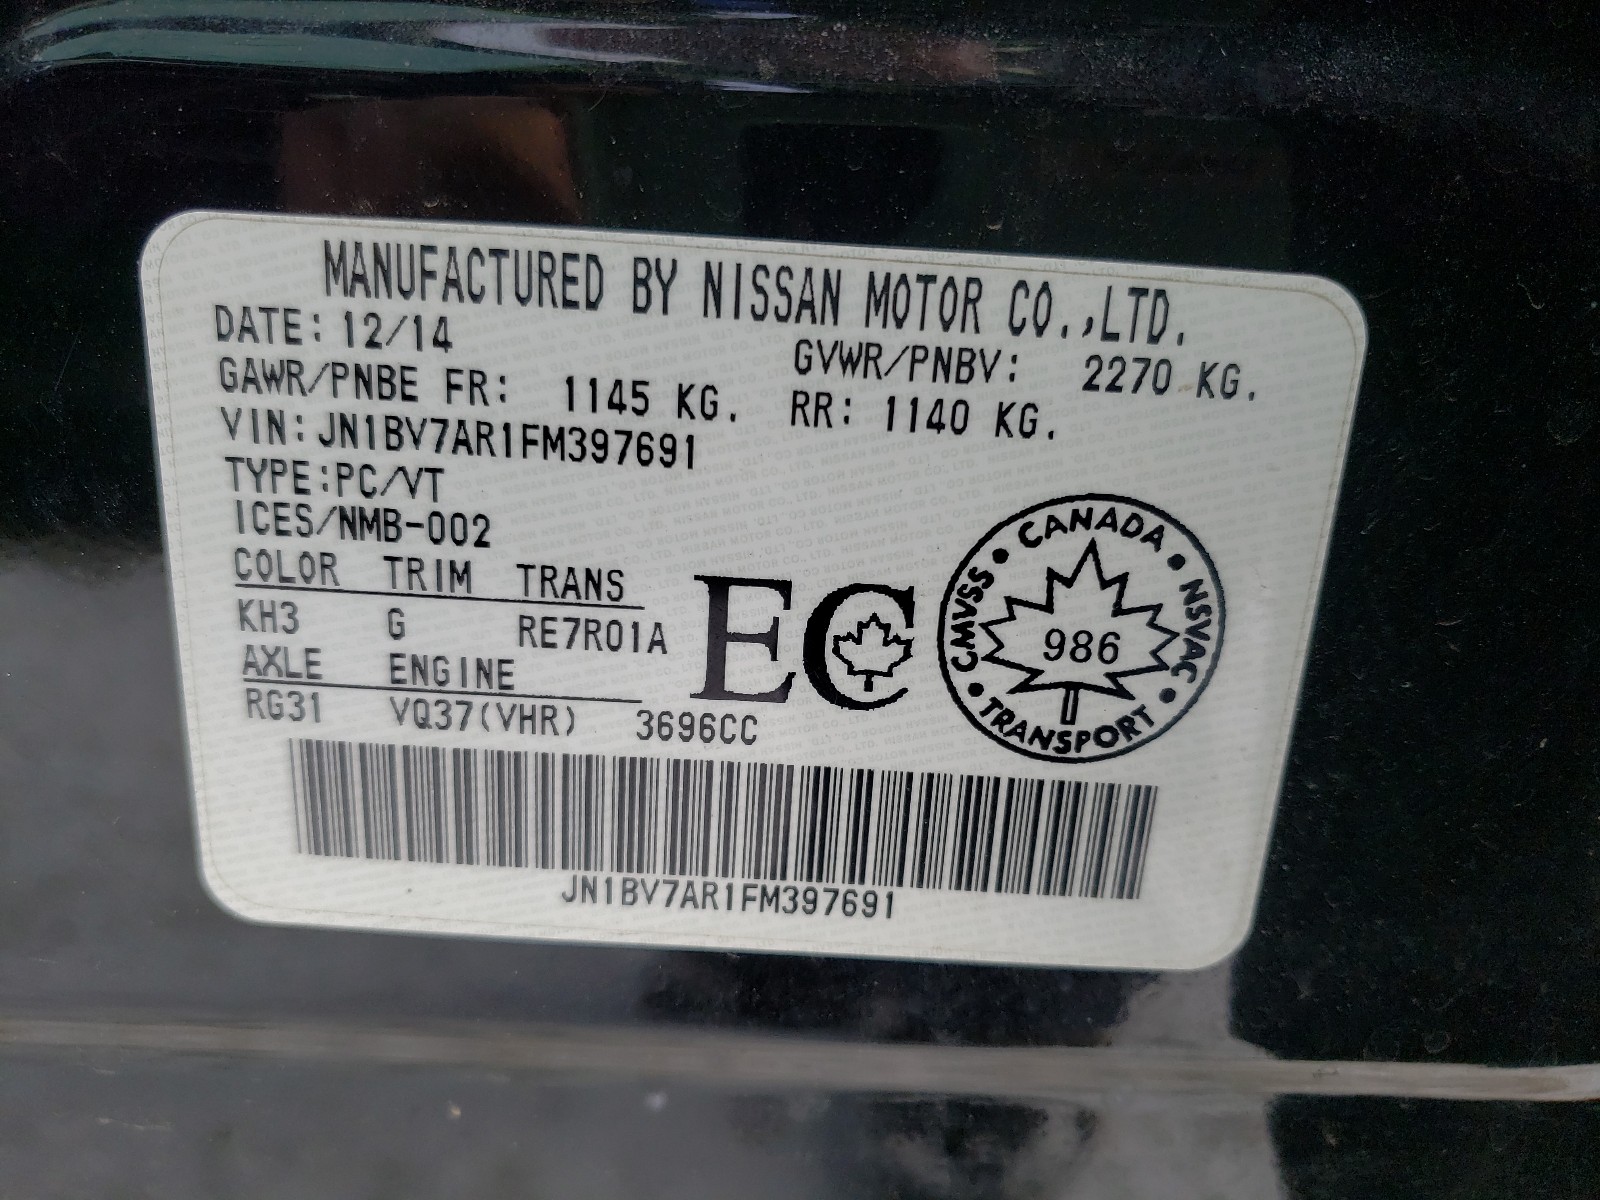 MANUFACTURED BY NISSAN MOTOR CO.,LTD.
DATE: 12/14 GVWR/PNBV: 2270 KG.
GAWR/PNBE FR: 1145 KG. RR: 1140 KG.
VIN: JN1BV7AR1FM397691
TYPE:PC/VT
ICES/NMB-002
COLOR TRIM TRANS
KH3 G RE7R01A
AXLE ENGINE
RG31 VQ37(VHR) 3696CC
EC
CANADA • NSVAC • TRANSPORT • CMVSS •
986
JN1BV7AR1FM397691